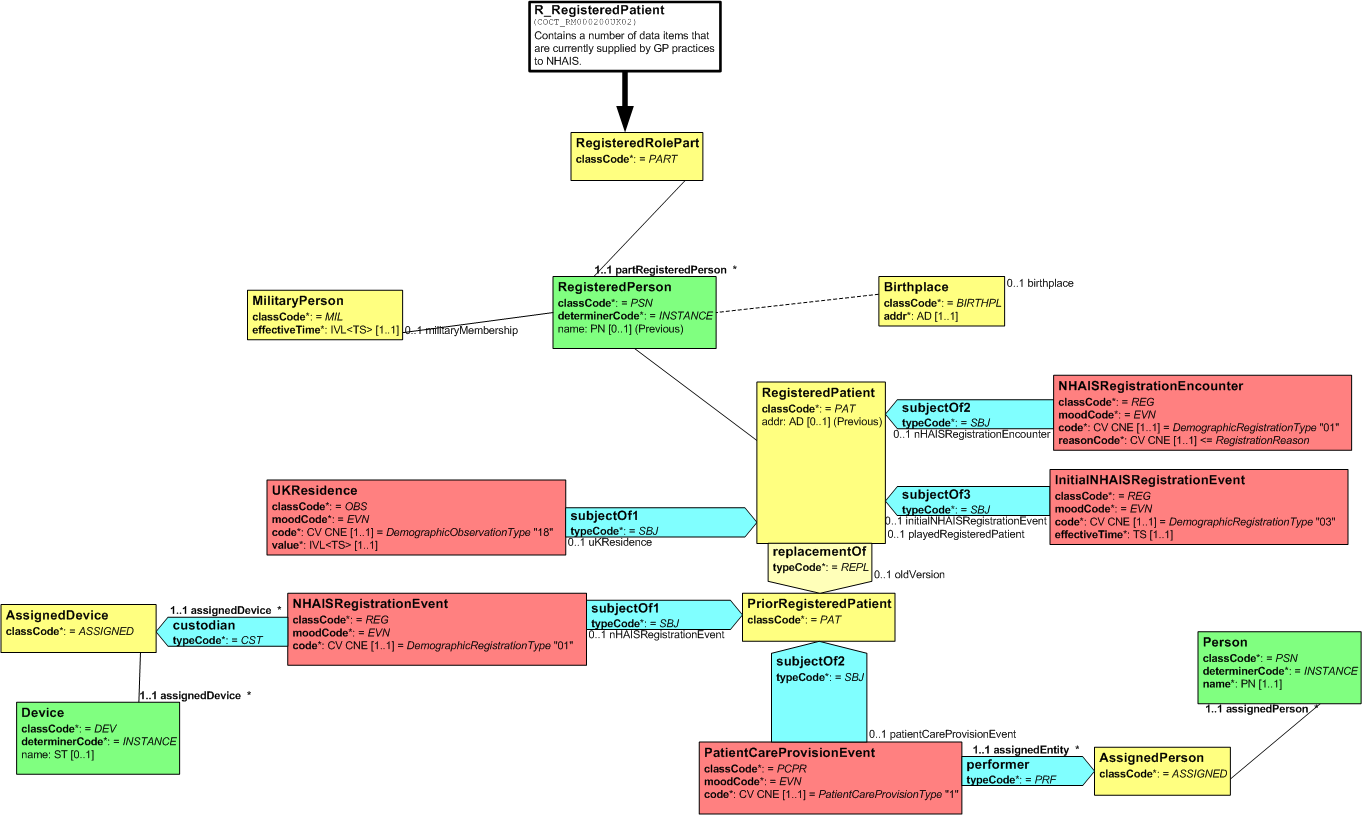 R_RegisteredPatient
(COCT_RM000200UK02)
Contains a number of data items that
are currently supplied by GP practices
to NHAIS.
RegisteredRolePart
classCode*: = PART
1..1 partRegisteredPerson *
RegisteredPerson
classCode*: = PSN
determinerCode*: = INSTANCE
name: PN [0..1] (Previous)
MilitaryPerson
classCode*: = MIL
effectiveTime*: IVL<TS> [1..1]
0..1 militaryMembership
Birthplace
classCode*: = BIRTHPL
addr*: AD [1..1]
0..1 birthplace
RegisteredPatient
classCode*: = PAT
addr: AD [0..1] (Previous)
subjectOf2
typeCode*: = SBJ
0..1 nHAISRegistrationEncounter
NHAISRegistrationEncounter
classCode*: = REG
moodCode*: = EVN
code*: CV CNE [1..1] = DemographicRegistrationType "01"
reasonCode*: CV CNE [1..1] <= RegistrationReason
subjectOf3
typeCode*: = SBJ
0..1 initialNHAISRegistrationEvent
0..1 playedRegisteredPatient
InitialNHAISRegistrationEvent
classCode*: = REG
moodCode*: = EVN
code*: CV CNE [1..1] = DemographicRegistrationType "03"
effectiveTime*: TS [1..1]
UKResidence
classCode*: = OBS
moodCode*: = EVN
code*: CV CNE [1..1] = DemographicObservationType "18"
value*: IVL<TS> [1..1]
subjectOf1
typeCode*: = SBJ
0..1 uKResidence
replacementOf
typeCode*: = REPL
0..1 oldVersion
AssignedDevice
classCode*: = ASSIGNED
1..1 assignedDevice *
custodian
typeCode*: = CST
NHAISRegistrationEvent
classCode*: = REG
moodCode*: = EVN
code*: CV CNE [1..1] = DemographicRegistrationType "01"
subjectOf1
typeCode*: = SBJ
0..1 nHAISRegistrationEvent
PriorRegisteredPatient
classCode*: = PAT
subjectOf2
typeCode*: = SBJ
0..1 patientCareProvisionEvent
1..1 assignedDevice *
Device
classCode*: = DEV
determinerCode*: = INSTANCE
name: ST [0..1]
Person
classCode*: = PSN
determinerCode*: = INSTANCE
name*: PN [1..1]
1..1 assignedPerson *
PatientCareProvisionEvent
classCode*: = PCPR
moodCode*: = EVN
code*: CV CNE [1..1] = PatientCareProvisionType "1"
1..1 assignedEntity *
performer
typeCode*: = PRF
AssignedPerson
classCode*: = ASSIGNED